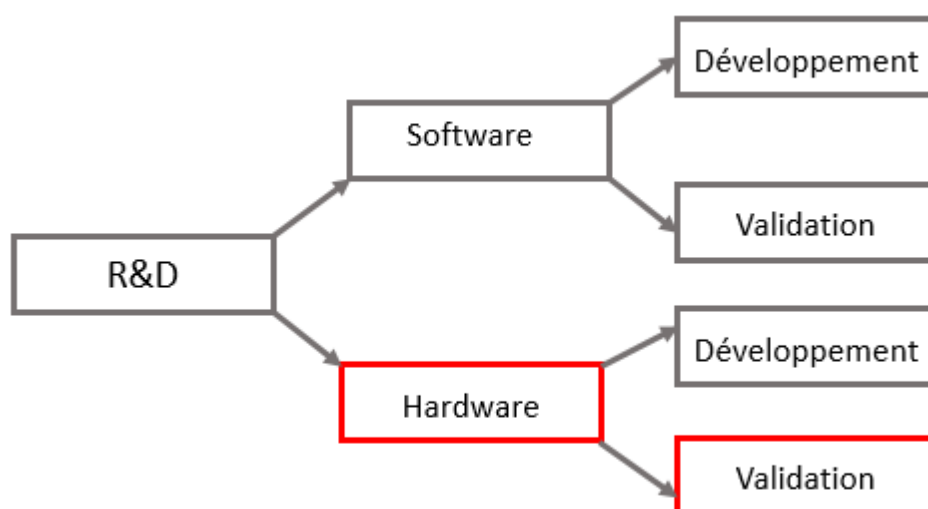 Développement
Software
Validation
R&D
Développement
Hardware
Validation